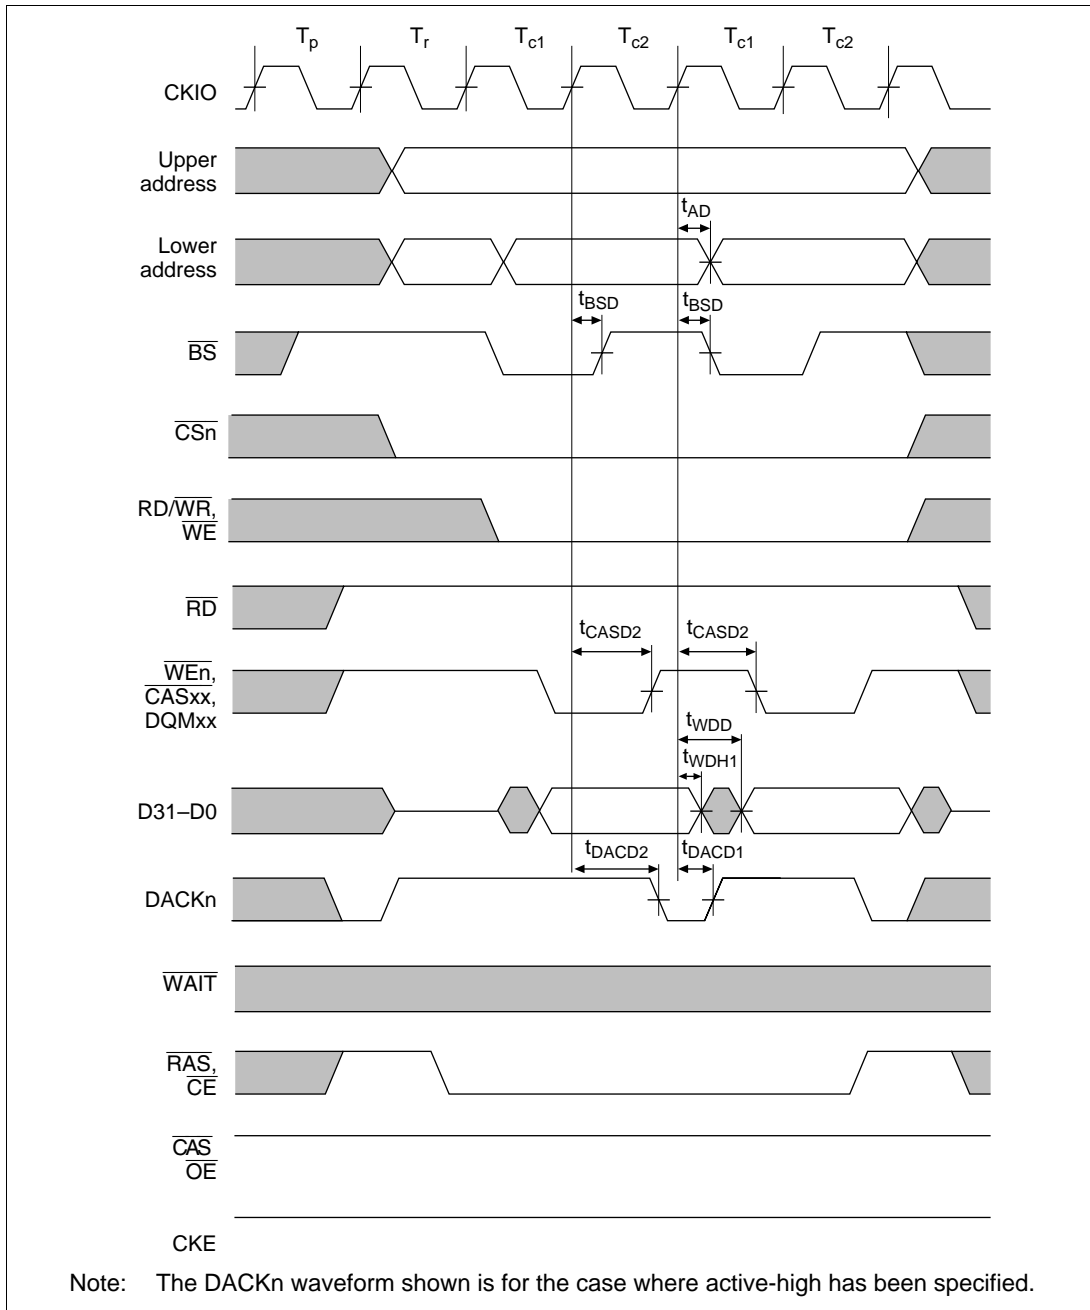 Tp Tr Tc1 Tc2 Tc1 Tc2
CKIO
Upper
address
tAD
Lower
address
tBSD tBSD
BS
CSn
RD/WR,
WE
RD
tCASD2 tCASD2
WEn,
CASxx,
DQMxx
tWDD
tWDH1
D31–D0
tDACD2 tDACD1
DACKn
WAIT
RAS,
CE
CAS
OE
CKE
Note: The DACKn waveform shown is for the case where active-high has been specified.